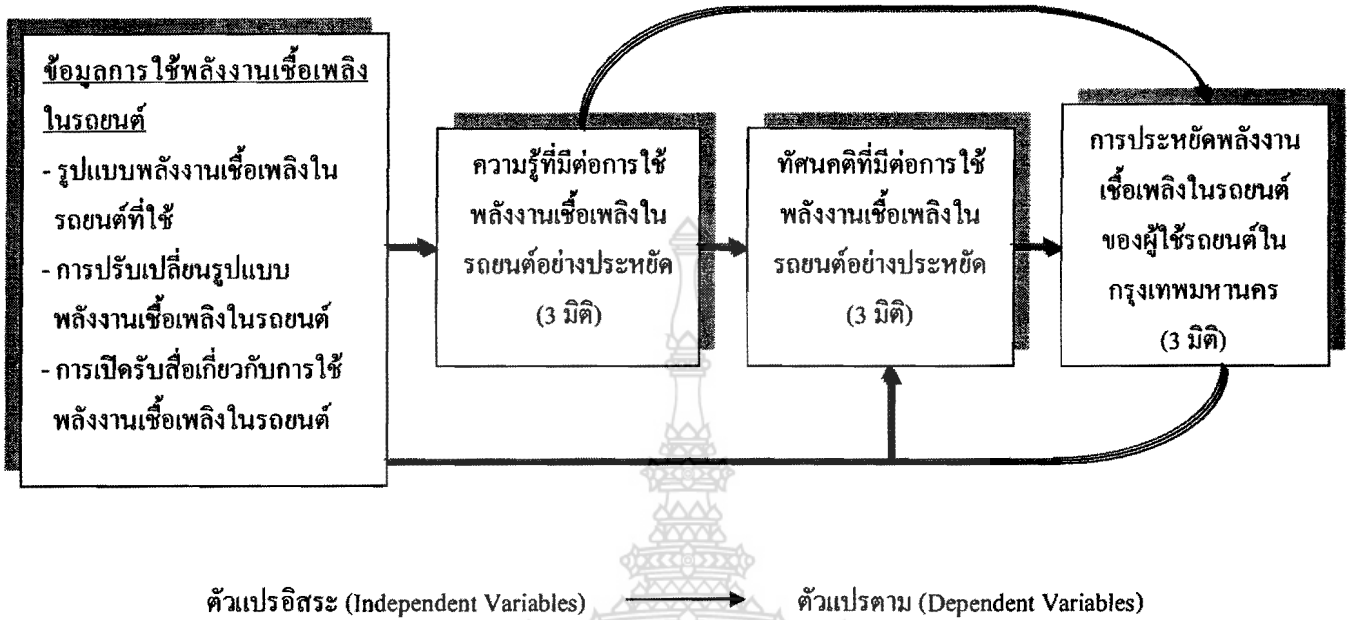 ข้อมูลการใช้พลังงานเชื้อเพลิง
ในรถยนต์
- รูปแบบพลังงานเชื้อเพลิงใน
รถยนต์ที่ใช้
- การปรับเปลี่ยนรูปแบบ
พลังงานเชื้อเพลิงในรถยนต์
- การเปิดรับสื่อเกี่ยวกับการใช้
พลังงานเชื้อเพลิงในรถยนต์
ความรู้ที่มีต่อการใช้
พลังงานเชื้อเพลิงใน
รถยนต์อย่างประหยัด
(3 มิติ)
ทัศนคติที่มีต่อการใช้
พลังงานเชื้อเพลิงใน
รถยนต์อย่างประหยัด
(3 มิติ)
การประหยัดพลังงาน
เชื้อเพลิงในรถยนต์
ของผู้ใช้รถยนต์ใน
กรุงเทพมหานคร
(3 มิติ)
ตัวแปรอิสระ (Independent Variables) ตัวแปรตาม (Dependent Variables)